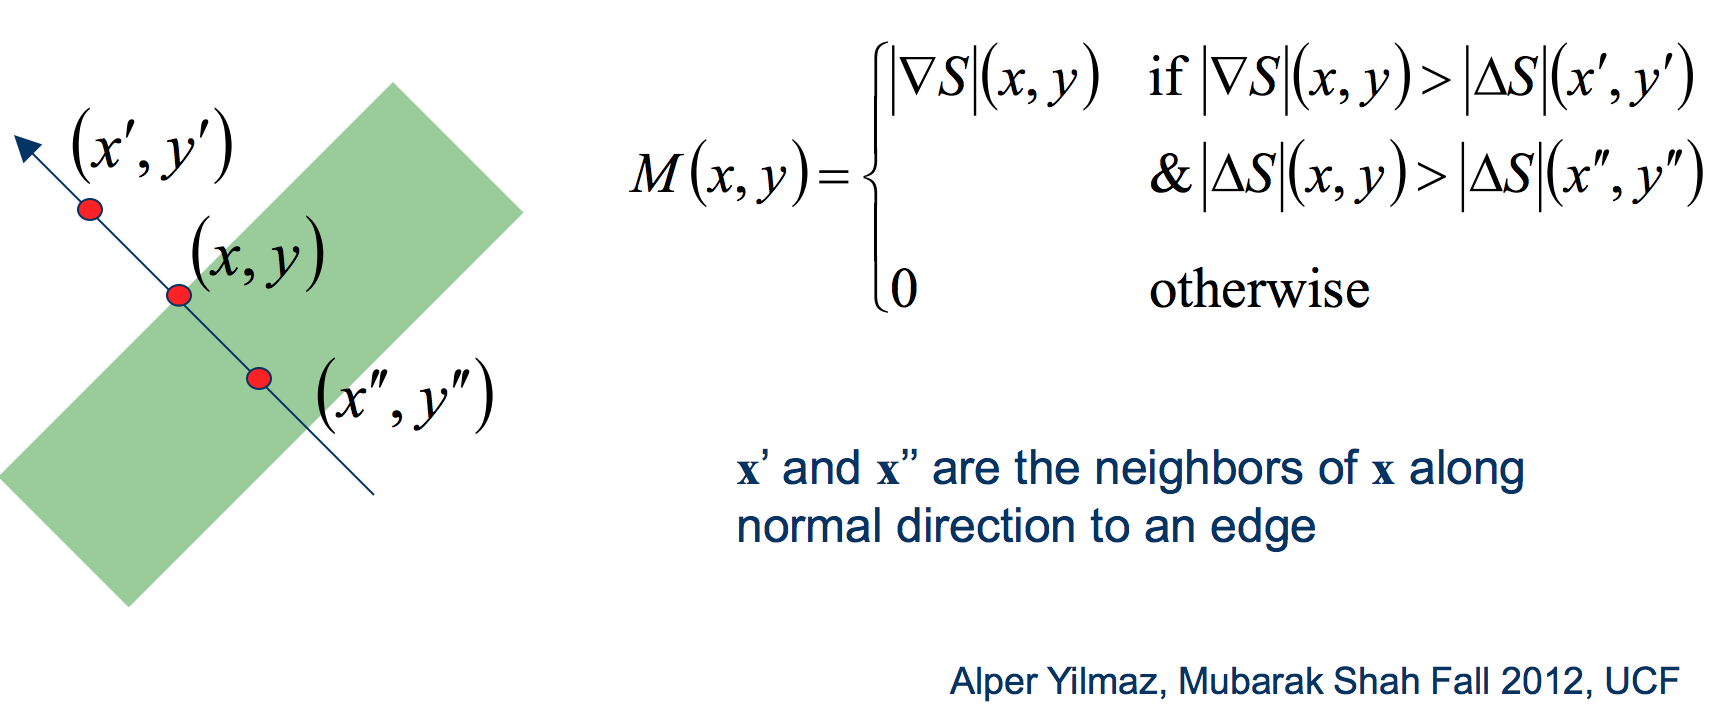 (x′, y′)
(x, y)
(x″, y″)
M(x, y) = { |∇S|(x, y) if |∇S|(x, y) > |ΔS|(x′, y′)
& |ΔS|(x, y) > |ΔS|(x″, y″)
0 otherwise
x’ and x” are the neighbors of x along
normal direction to an edge
Alper Yilmaz, Mubarak Shah Fall 2012, UCF